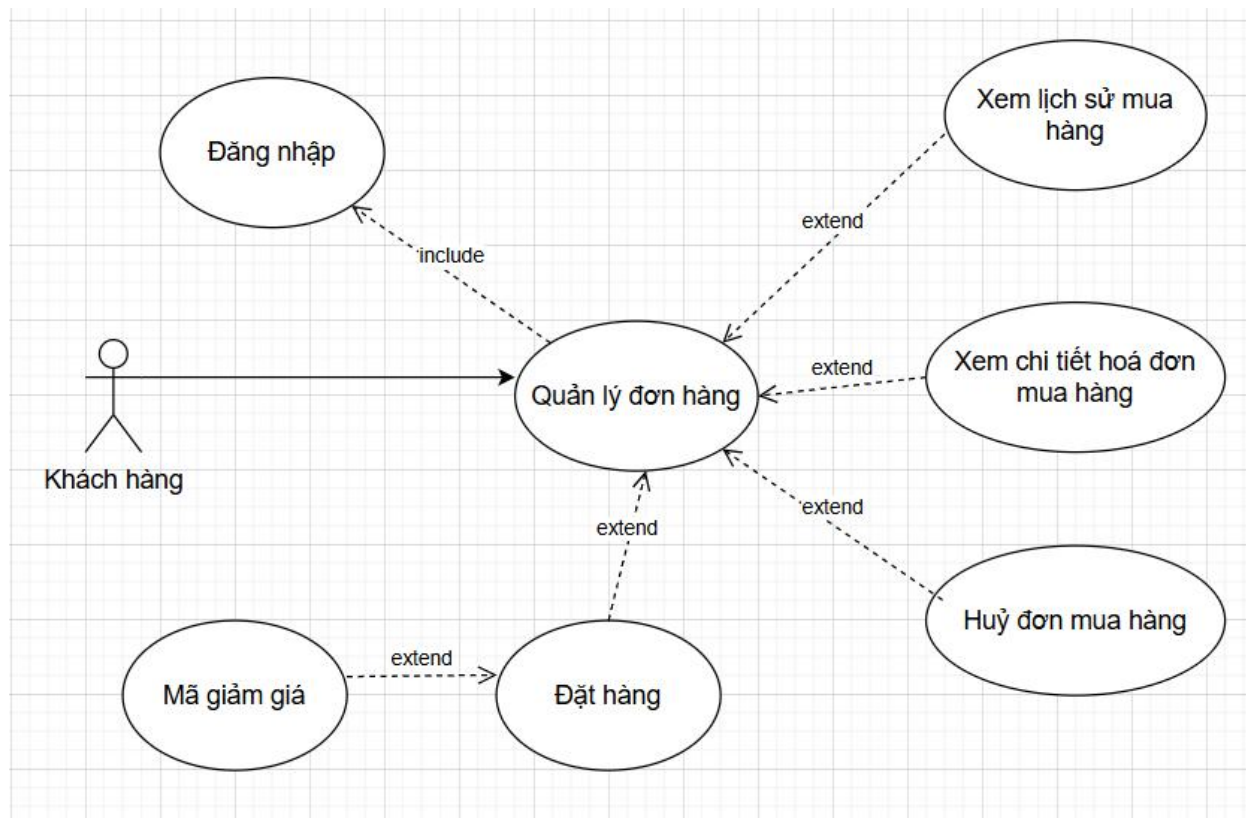 Xem lịch sử mua
hàng
Đăng nhập
extend
include
Xem chi tiết hoá đơn
mua hàng
extend
Quản lý đơn hàng
Khách hàng
extend
extend
Huỷ đơn mua hàng
extend
Mã giảm giá
Đặt hàng